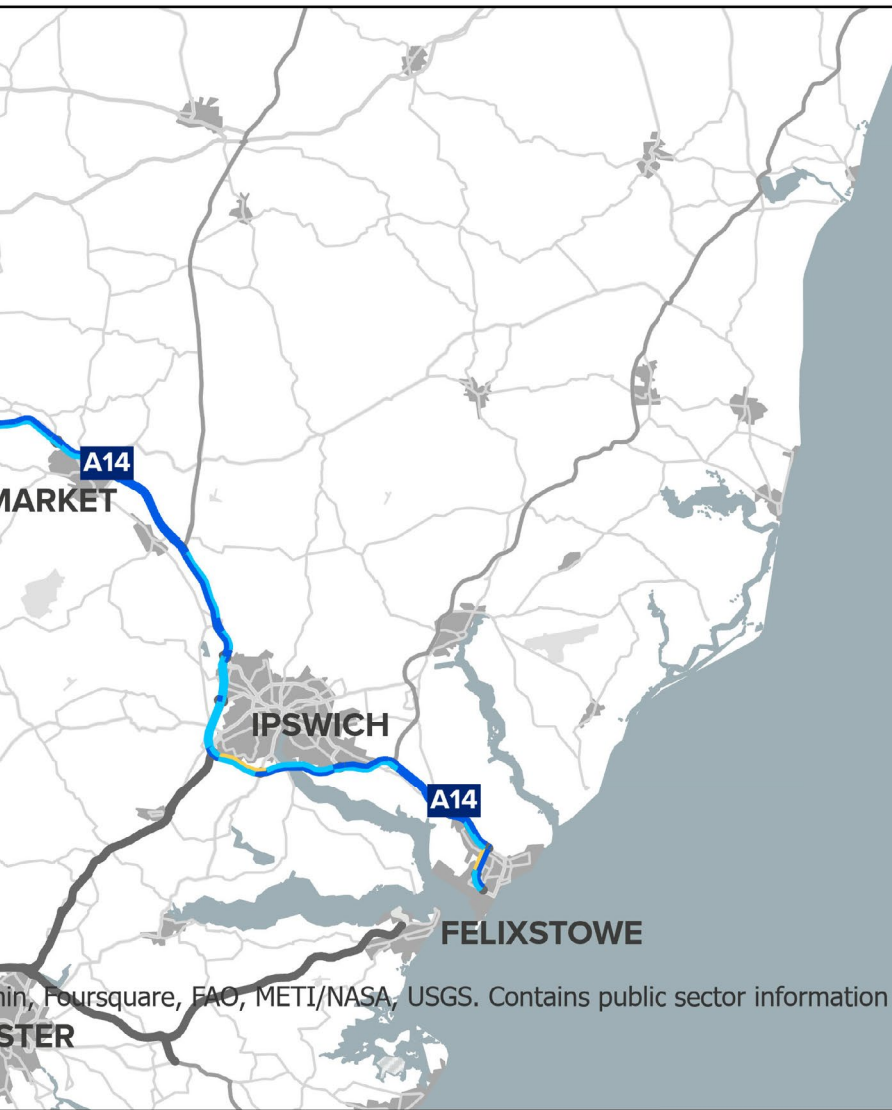 A14
MARKET
IPSWICH
A14
FELIXSTOWE
in, Foursquare, FAO, METI/NASA, USGS. Contains public sector information
STER